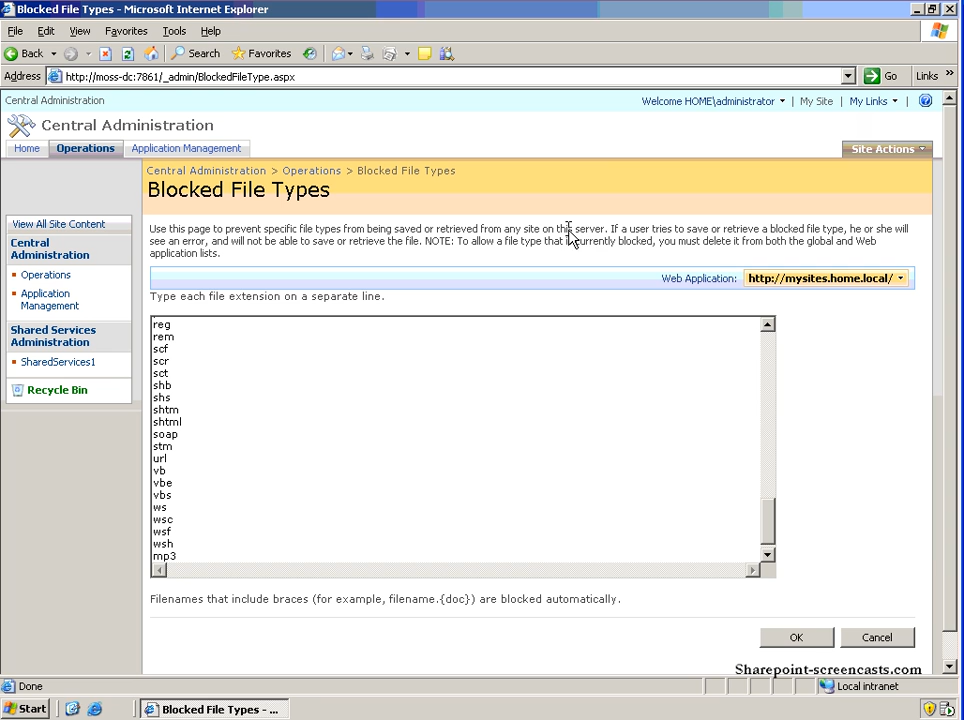 Blocked File Types - Microsoft Internet Explorer
File Edit View Favorites Tools Help
Back Search Favorites
Address http://moss-dc:7861/_admin/BlockedFileType.aspx Go Links »
Central Administration Welcome HOME\administrator | My Site | My Links |
Central Administration
Home Operations Application Management Site Actions
Central Administration > Operations > Blocked File Types
Blocked File Types
View All Site Content
Central
Administration
Operations
Application
Management
Shared Services
Administration
SharedServices1
Recycle Bin
Use this page to prevent specific file types from being saved or retrieved from any site on this server. If a user tries to save or retrieve a blocked file type, he or she will
see an error, and will not be able to save or retrieve the file. NOTE: To allow a file type that is currently blocked, you must delete it from both the global and Web
application lists.
Web Application: http://mysites.home.local/
Type each file extension on a separate line.
reg
rem
scf
scr
sct
shb
shs
shtm
shtml
soap
stm
url
vb
vbe
vbs
ws
wsc
wsf
wsh
mp3
Filenames that include braces (for example, filename.{doc}) are blocked automatically.
OK Cancel
Sharepoint-screencasts.com
Done Local intranet
Start Blocked File Types - ...